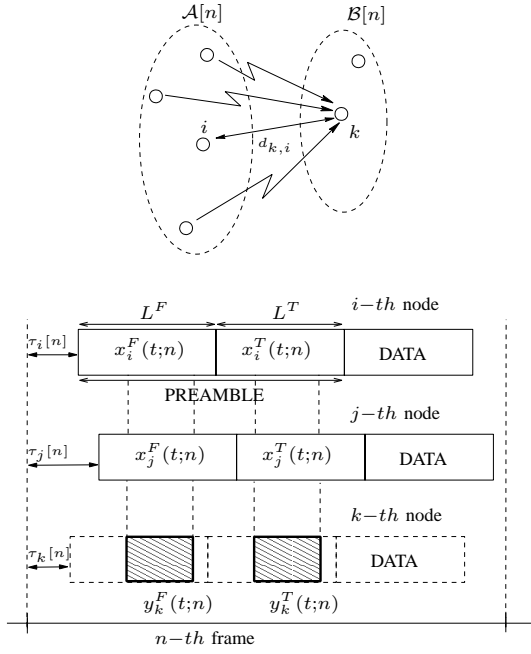 𝒜[n] ℬ[n]
i k
d_{k,i}
L^F L^T i−th node
τ_i[n] x_i^F(t;n) x_i^T(t;n) DATA
PREAMBLE
j−th node
τ_j[n] x_j^F(t;n) x_j^T(t;n) DATA
k−th node
τ_k[n] DATA
y_k^F(t;n) y_k^T(t;n)
n−th frame